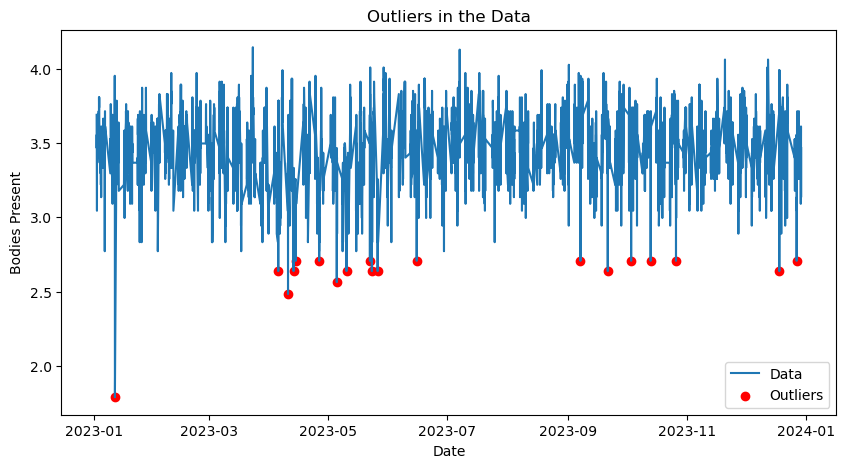 Outliers in the Data
Bodies Present
4.0
3.5
3.0
2.5
2.0
2023-01
2023-03
2023-05
2023-07
2023-09
2023-11
2024-01
Date
Data
Outliers